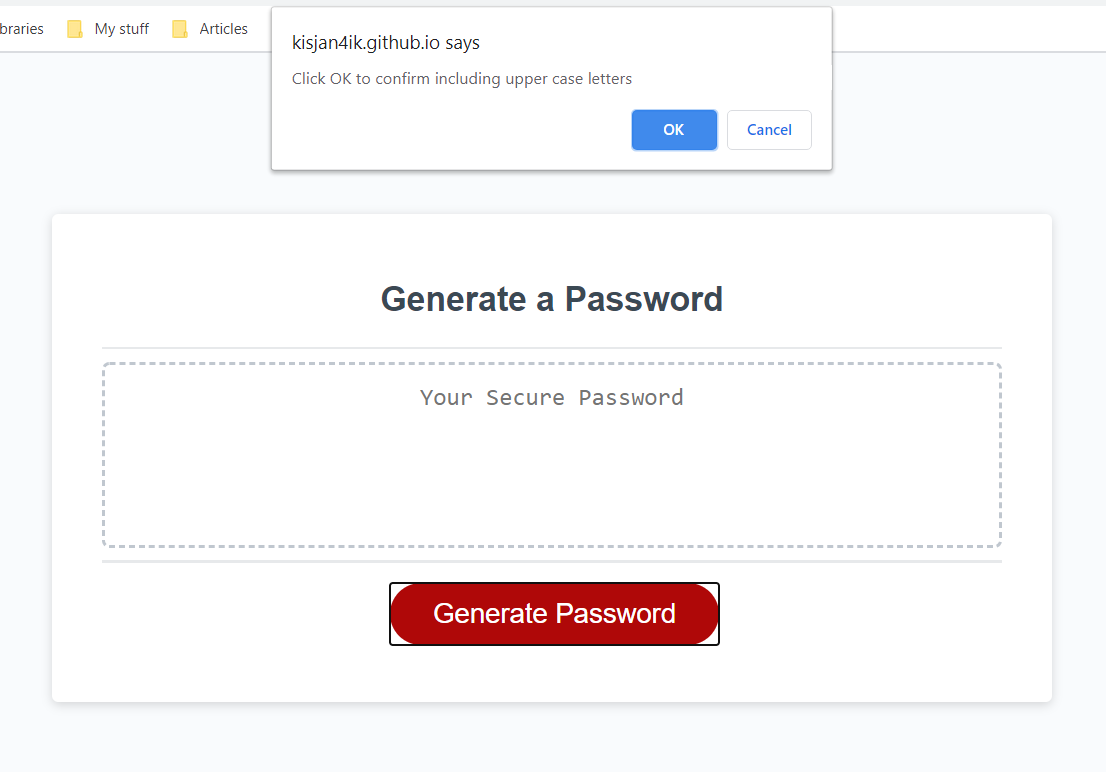 braries My stuff Articles
kisjan4ik.github.io says
Click OK to confirm including upper case letters
OK Cancel
Generate a Password
Your Secure Password
Generate Password